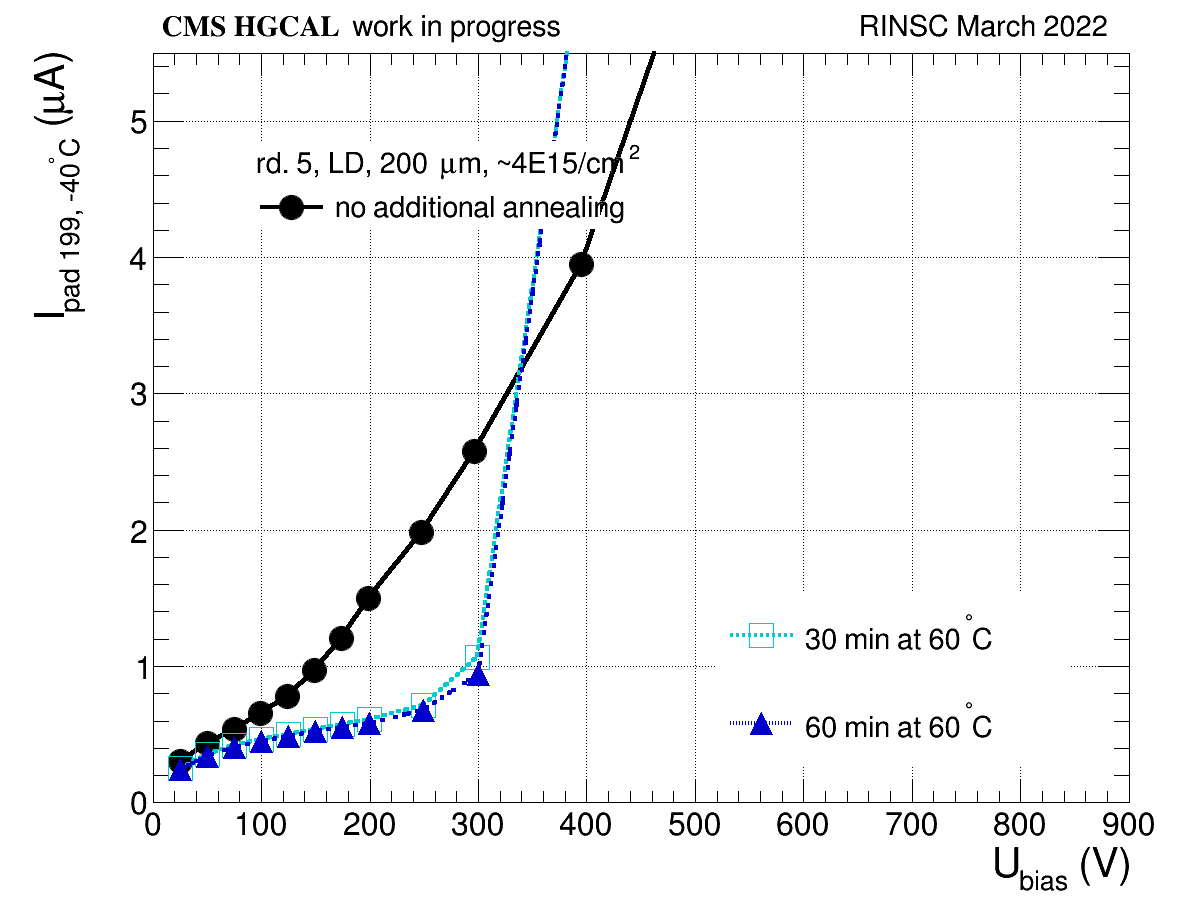 CMS HGCAL work in progress RINSC March 2022
I pad 199, -40°C (μA)
5
4
3
2
1
0
rd. 5, LD, 200 μm, ~4E15/cm²
no additional annealing
30 min at 60°C
60 min at 60°C
0 100 200 300 400 500 600 700 800 900
U bias (V)